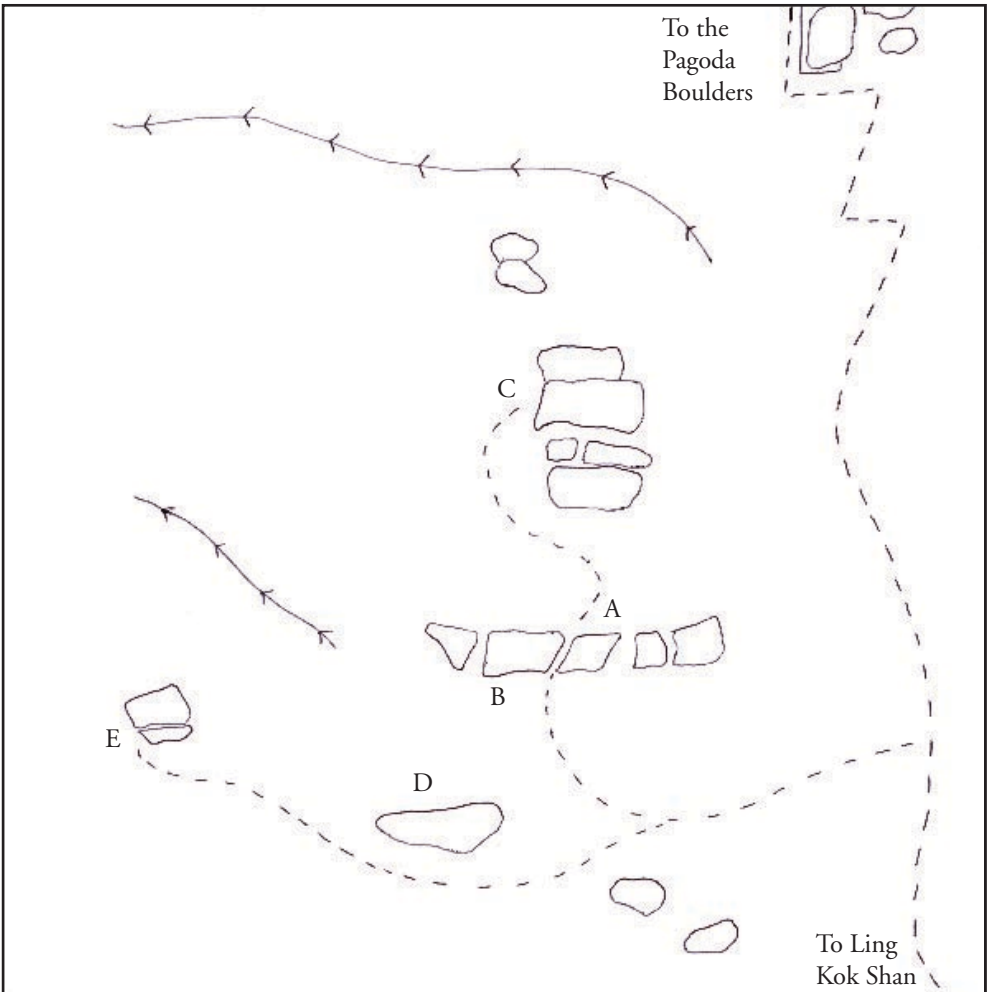 To the
Pagoda
Boulders
C
A
B
E
D
To Ling
Kok Shan